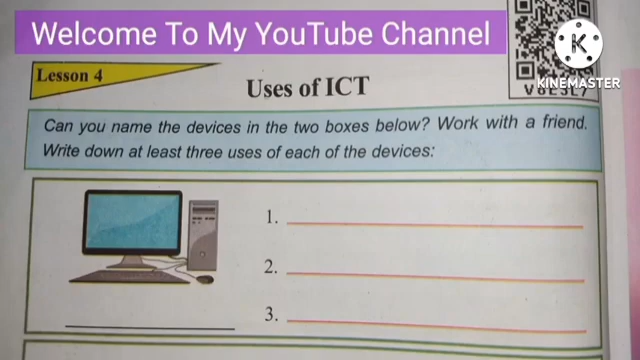 Welcome To My YouTube Channel
K
KINEMASTER
Lesson 4
Uses of ICT
Can you name the devices in the two boxes below? Work with a friend.
Write down at least three uses of each of the devices:
1.
2.
3.